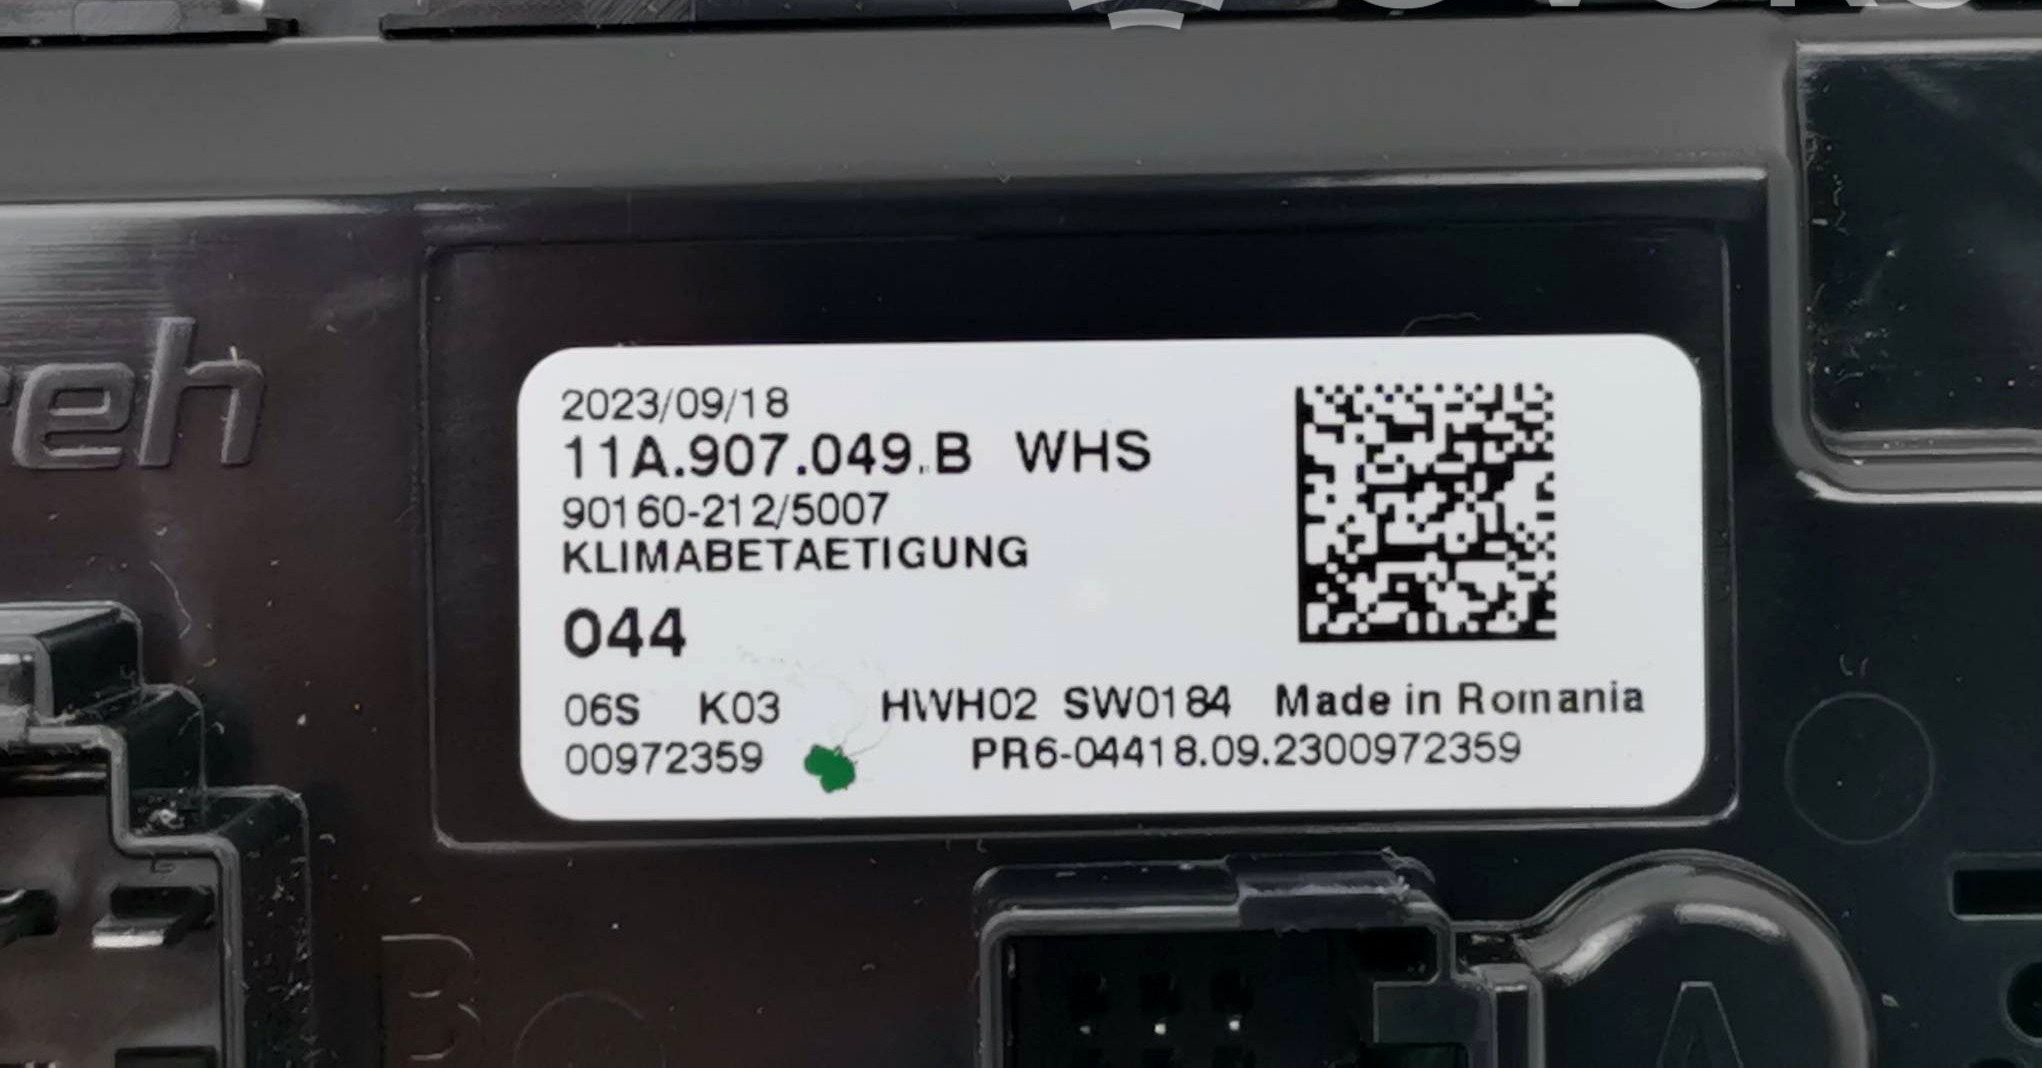 reh
2023/09/18
11A.907.049.B WHS
90160-212/5007
KLIMABETAETIGUNG
044
06S K03 HWH02 SW0184 Made in Romania
00972359 PR6-04418.09.2300972359
B
A